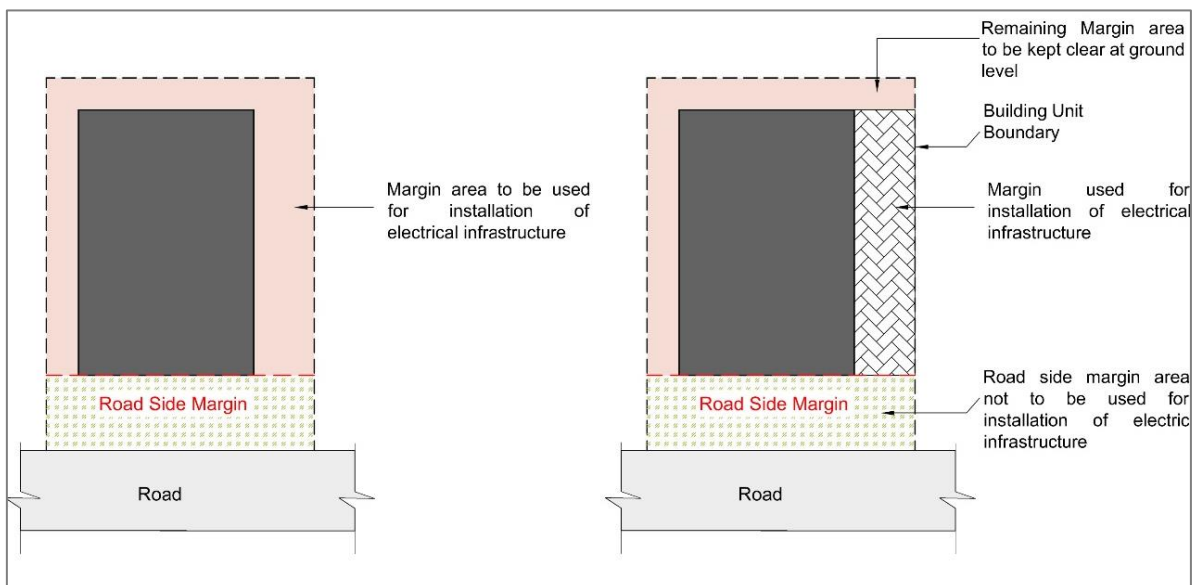 Margin area to be used
for installation of
electrical infrastructure
Road Side Margin
Road
Remaining Margin area
to be kept clear at ground
level
Building Unit
Boundary
Margin used for
installation of electrical
infrastructure
Road side margin area
not to be used for
installation of electric
infrastructure
Road Side Margin
Road